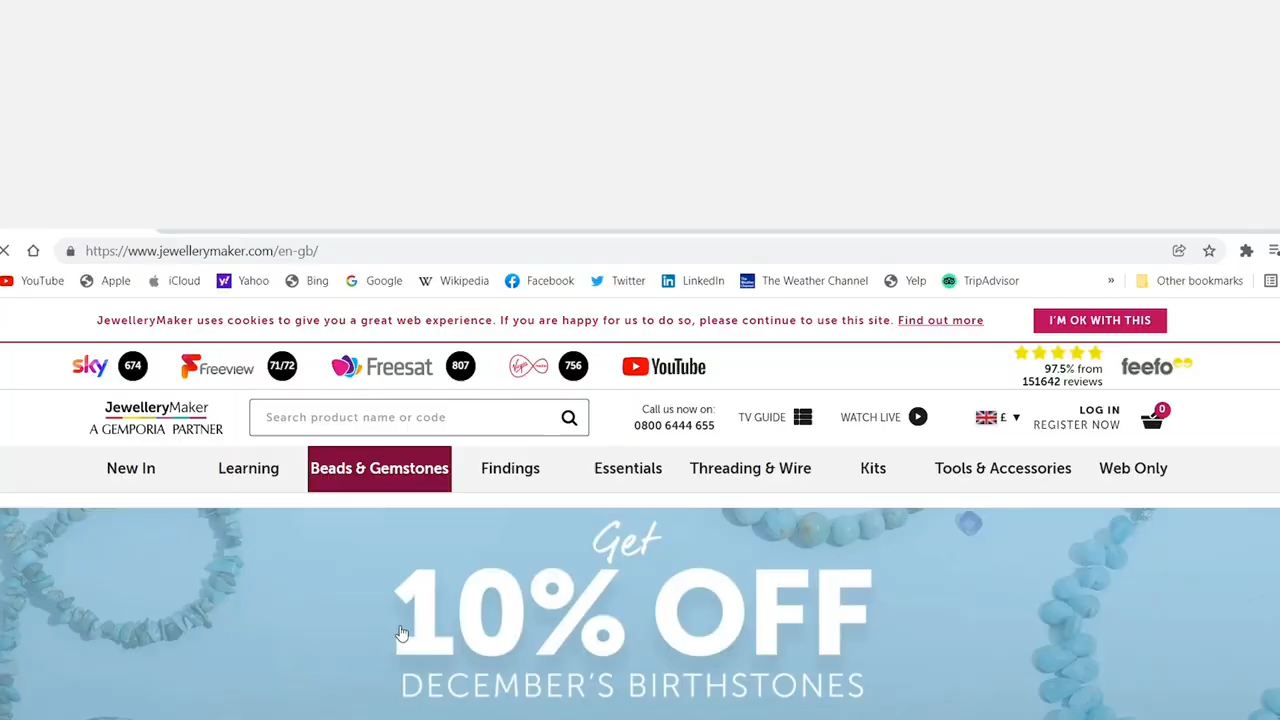 https://www.jewellerymaker.com/en-gb/
YouTube Apple iCloud Yahoo Bing Google Wikipedia Facebook Twitter LinkedIn The Weather Channel Yelp TripAdvisor » Other bookmarks
JewelleryMaker uses cookies to give you a great web experience. If you are happy for us to do so, please continue to use this site. Find out more I'M OK WITH THIS
sky 674 Freeview 71/72 freesat 807 Virgin media 756 YouTube
97.5% from
151642 reviews
feefo
JewelleryMaker
A GEMPORIA PARTNER
Search product name or code
Call us now on:
0800 6444 655
TV GUIDE WATCH LIVE £ ▼
LOG IN
REGISTER NOW
0
New In Learning Beads & Gemstones Findings Essentials Threading & Wire Kits Tools & Accessories Web Only
Get
10% OFF
DECEMBER'S BIRTHSTONES